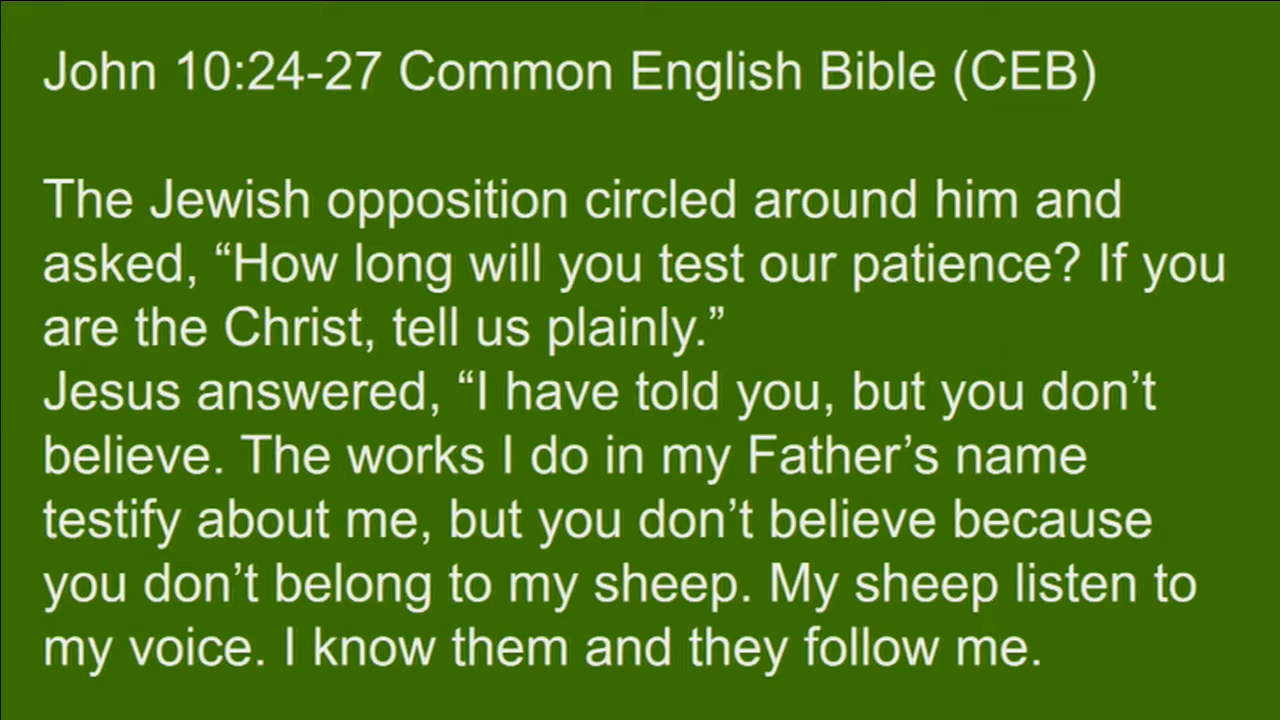 John 10:24-27 Common English Bible (CEB)
The Jewish opposition circled around him and
asked, “How long will you test our patience? If you
are the Christ, tell us plainly.”
Jesus answered, “I have told you, but you don’t
believe. The works I do in my Father’s name
testify about me, but you don’t believe because
you don’t belong to my sheep. My sheep listen to
my voice. I know them and they follow me.